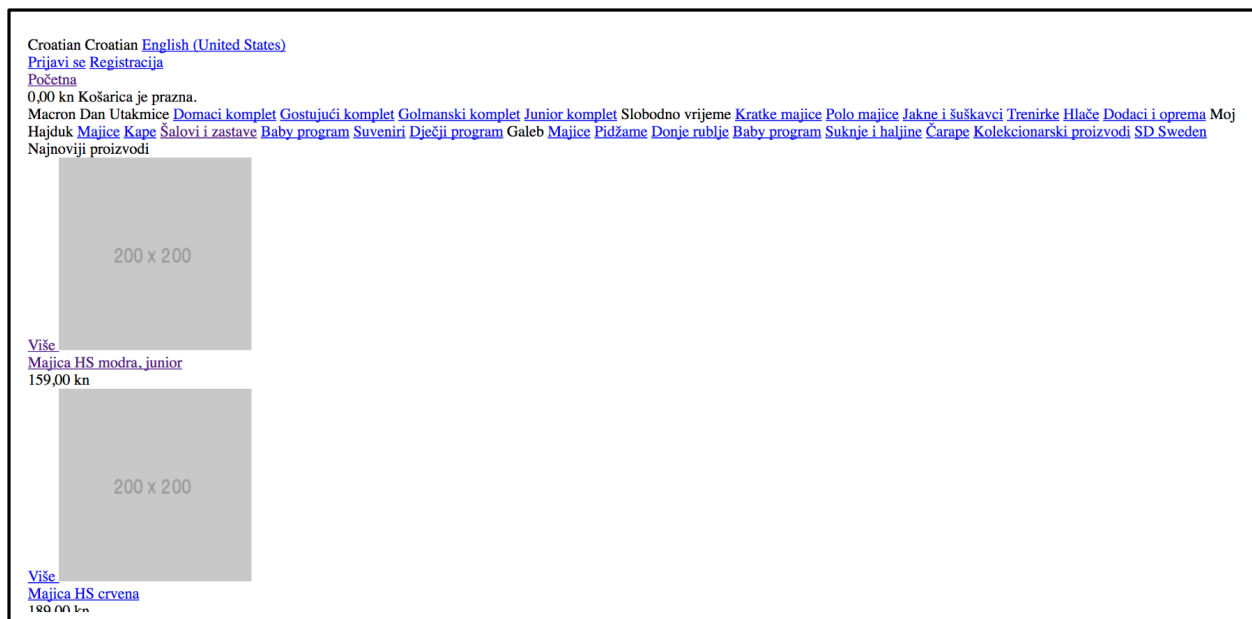 Croatian Croatian English (United States)
Prijavi se Registracija
Početna
0,00 kn Košarica je prazna.
Macron Dan Utakmice Domaci komplet Gostujući komplet Golmanski komplet Junior komplet Slobodno vrijeme Kratke majice Polo majice Jakne i šuškavci Trenirke Hlače Dodaci i oprema Moj
Hajduk Majice Kape Šalovi i zastave Baby program Suveniri Dječji program Galeb Majice Pidžame Donje rublje Baby program Suknje i haljine Čarape Kolekcionarski proizvodi SD Sweden
Najnoviji proizvodi
200 x 200
Više
Majica HS modra, junior
159,00 kn
200 x 200
Više
Majica HS crvena
189,00 kn